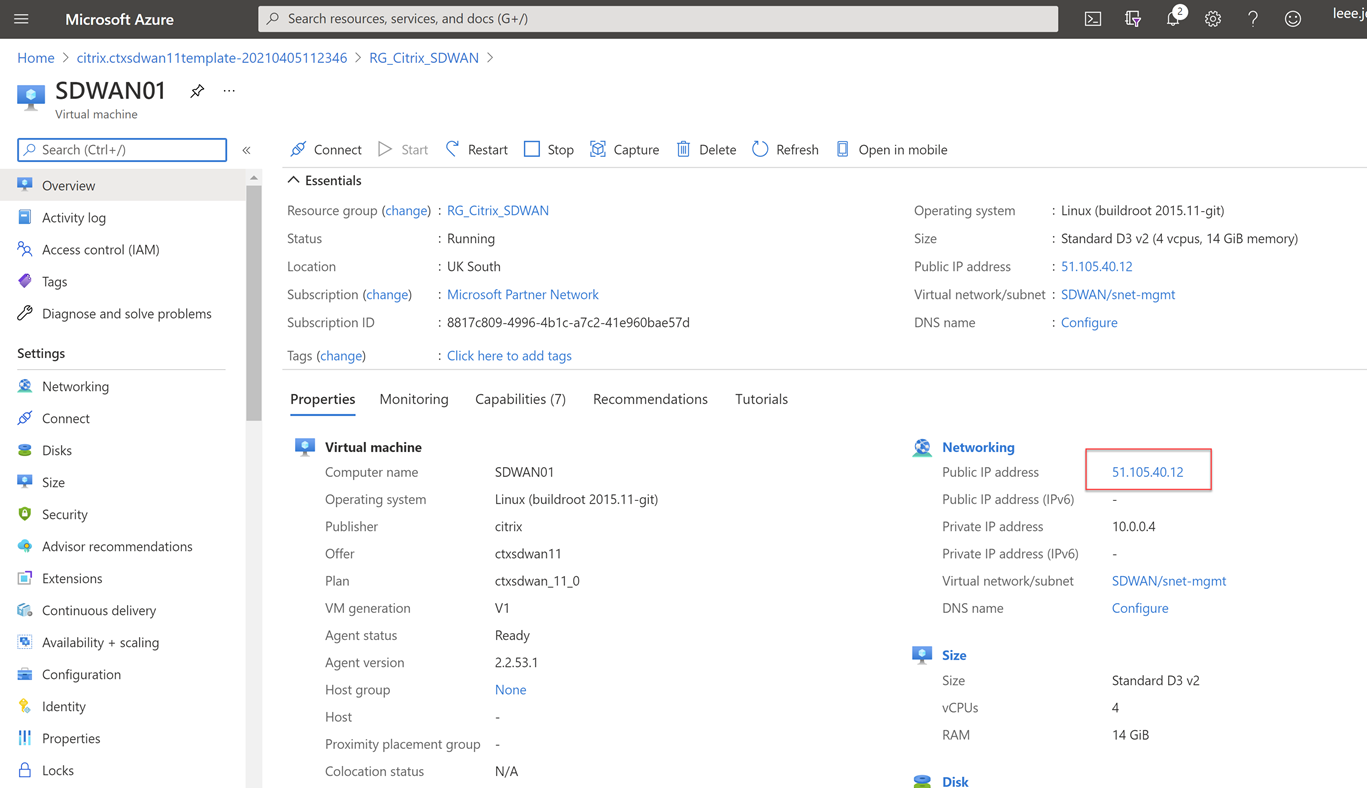 Microsoft Azure
Search resources, services, and docs (G+/)
2
leee.j
Home > citrix.ctxsdwan11template-20210405112346 > RG_Citrix_SDWAN >
SDWAN01 ...
Virtual machine
Search (Ctrl+/) «
Connect Start Restart Stop Capture Delete Refresh Open in mobile
Overview
Activity log
Access control (IAM)
Tags
Diagnose and solve problems
Settings
Networking
Connect
Disks
Size
Security
Advisor recommendations
Extensions
Continuous delivery
Availability + scaling
Configuration
Identity
Properties
Locks
Essentials
Resource group (change) : RG_Citrix_SDWAN
Status : Running
Location : UK South
Subscription (change) : Microsoft Partner Network
Subscription ID : 8817c809-4996-4b1c-a7c2-41e960bae57d
Tags (change) : Click here to add tags
Operating system : Linux (buildroot 2015.11-git)
Size : Standard D3 v2 (4 vcpus, 14 GiB memory)
Public IP address : 51.105.40.12
Virtual network/subnet : SDWAN/snet-mgmt
DNS name : Configure
Properties Monitoring Capabilities (7) Recommendations Tutorials
Virtual machine
Computer name SDWAN01
Operating system Linux (buildroot 2015.11-git)
Publisher citrix
Offer ctxsdwan11
Plan ctxsdwan_11_0
VM generation V1
Agent status Ready
Agent version 2.2.53.1
Host group None
Host -
Proximity placement group -
Colocation status N/A
Networking
Public IP address 51.105.40.12
Public IP address (IPv6) -
Private IP address 10.0.0.4
Private IP address (IPv6) -
Virtual network/subnet SDWAN/snet-mgmt
DNS name Configure
Size
Size Standard D3 v2
vCPUs 4
RAM 14 GiB
Disk